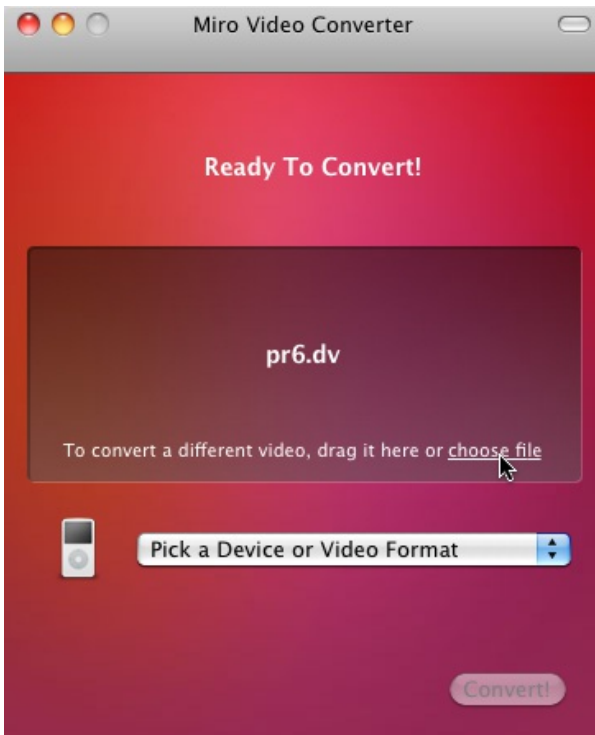 Miro Video Converter
Ready To Convert!
pr6.dv
To convert a different video, drag it here or choose file
Pick a Device or Video Format
Convert!